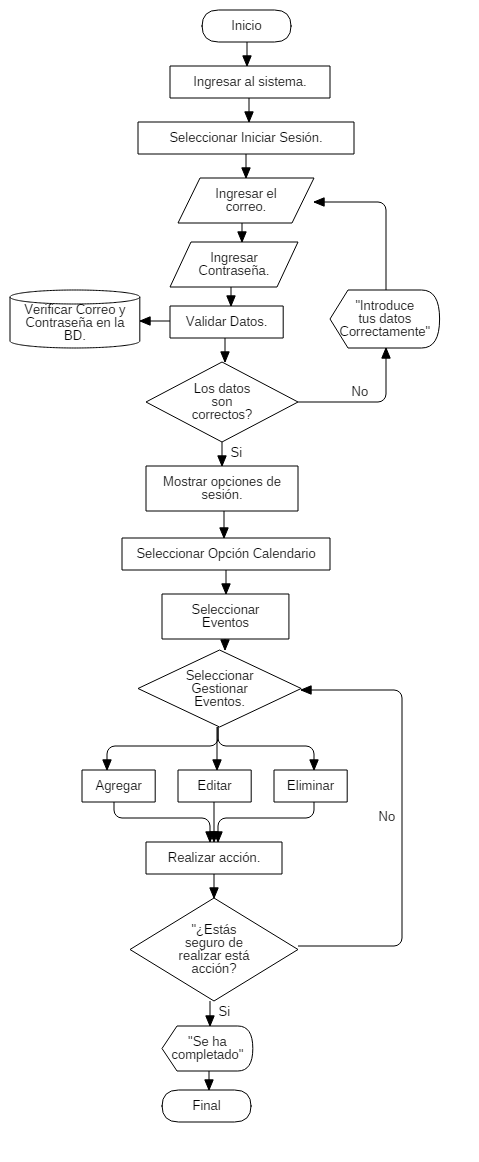 Inicio
Ingresar al sistema.
Seleccionar Iniciar Sesión.
Ingresar el
correo.
Ingresar
Contraseña.
Verificar Correo y
Contraseña en la
BD.
Validar Datos.
"Introduce
tus datos
Correctamente"
Los datos
son
correctos?
No
Si
Mostrar opciones de
sesión.
Seleccionar Opción Calendario
Seleccionar
Eventos
Seleccionar
Gestionar
Eventos.
Agregar
Editar
Eliminar
No
Realizar acción.
"¿Estás
seguro de
realizar está
acción?
Si
"Se ha
completado"
Final